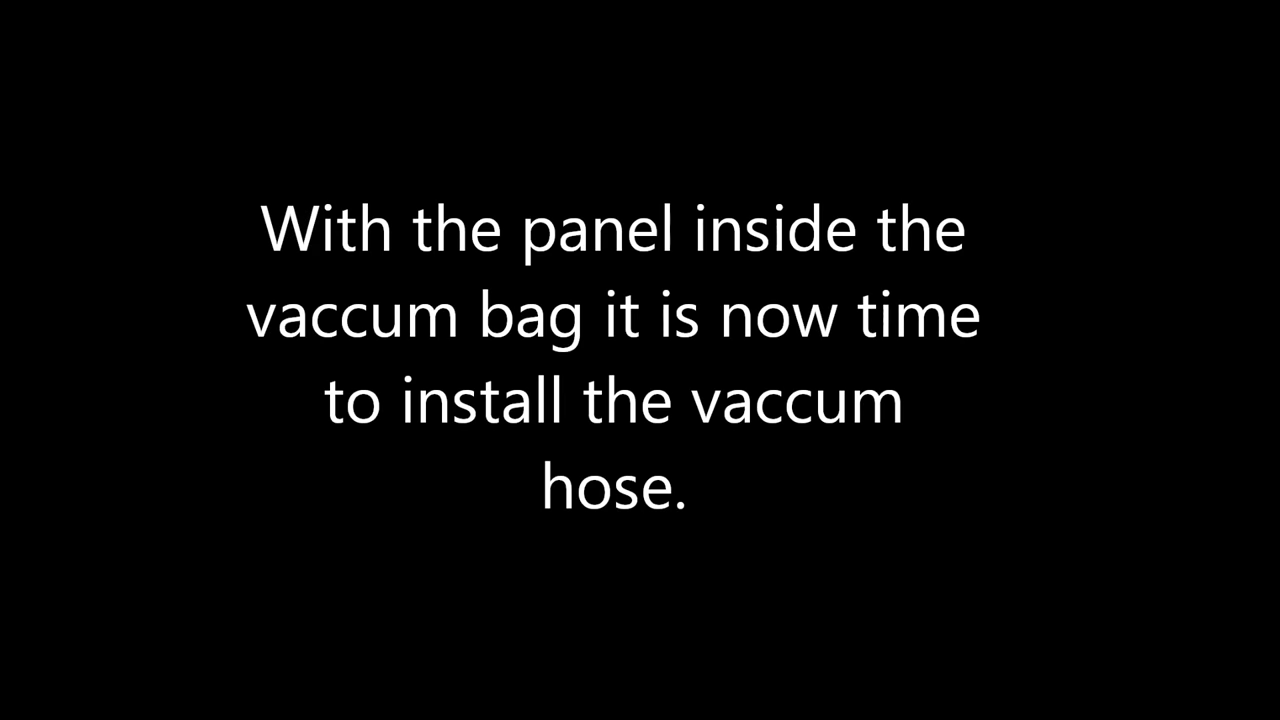 With the panel inside the
vaccum bag it is now time
to install the vaccum
hose.